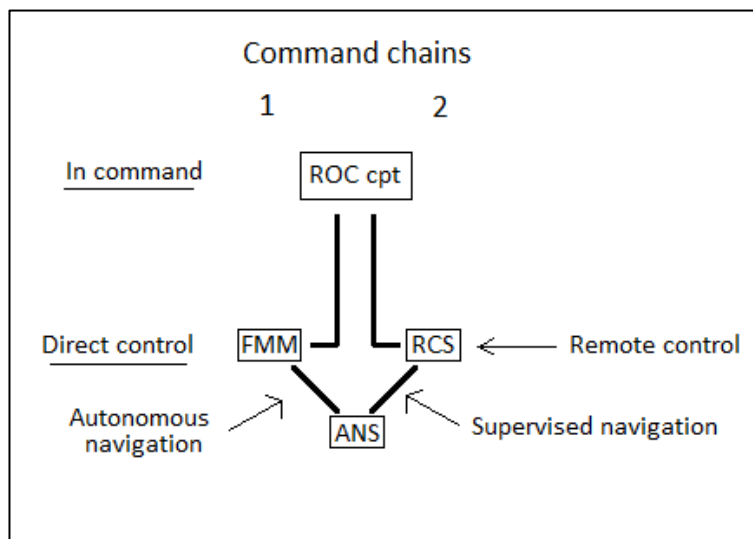 Command chains
1 2
In command
ROC cpt
Direct control
FMM
RCS
Remote control
Autonomous
navigation
ANS
Supervised navigation